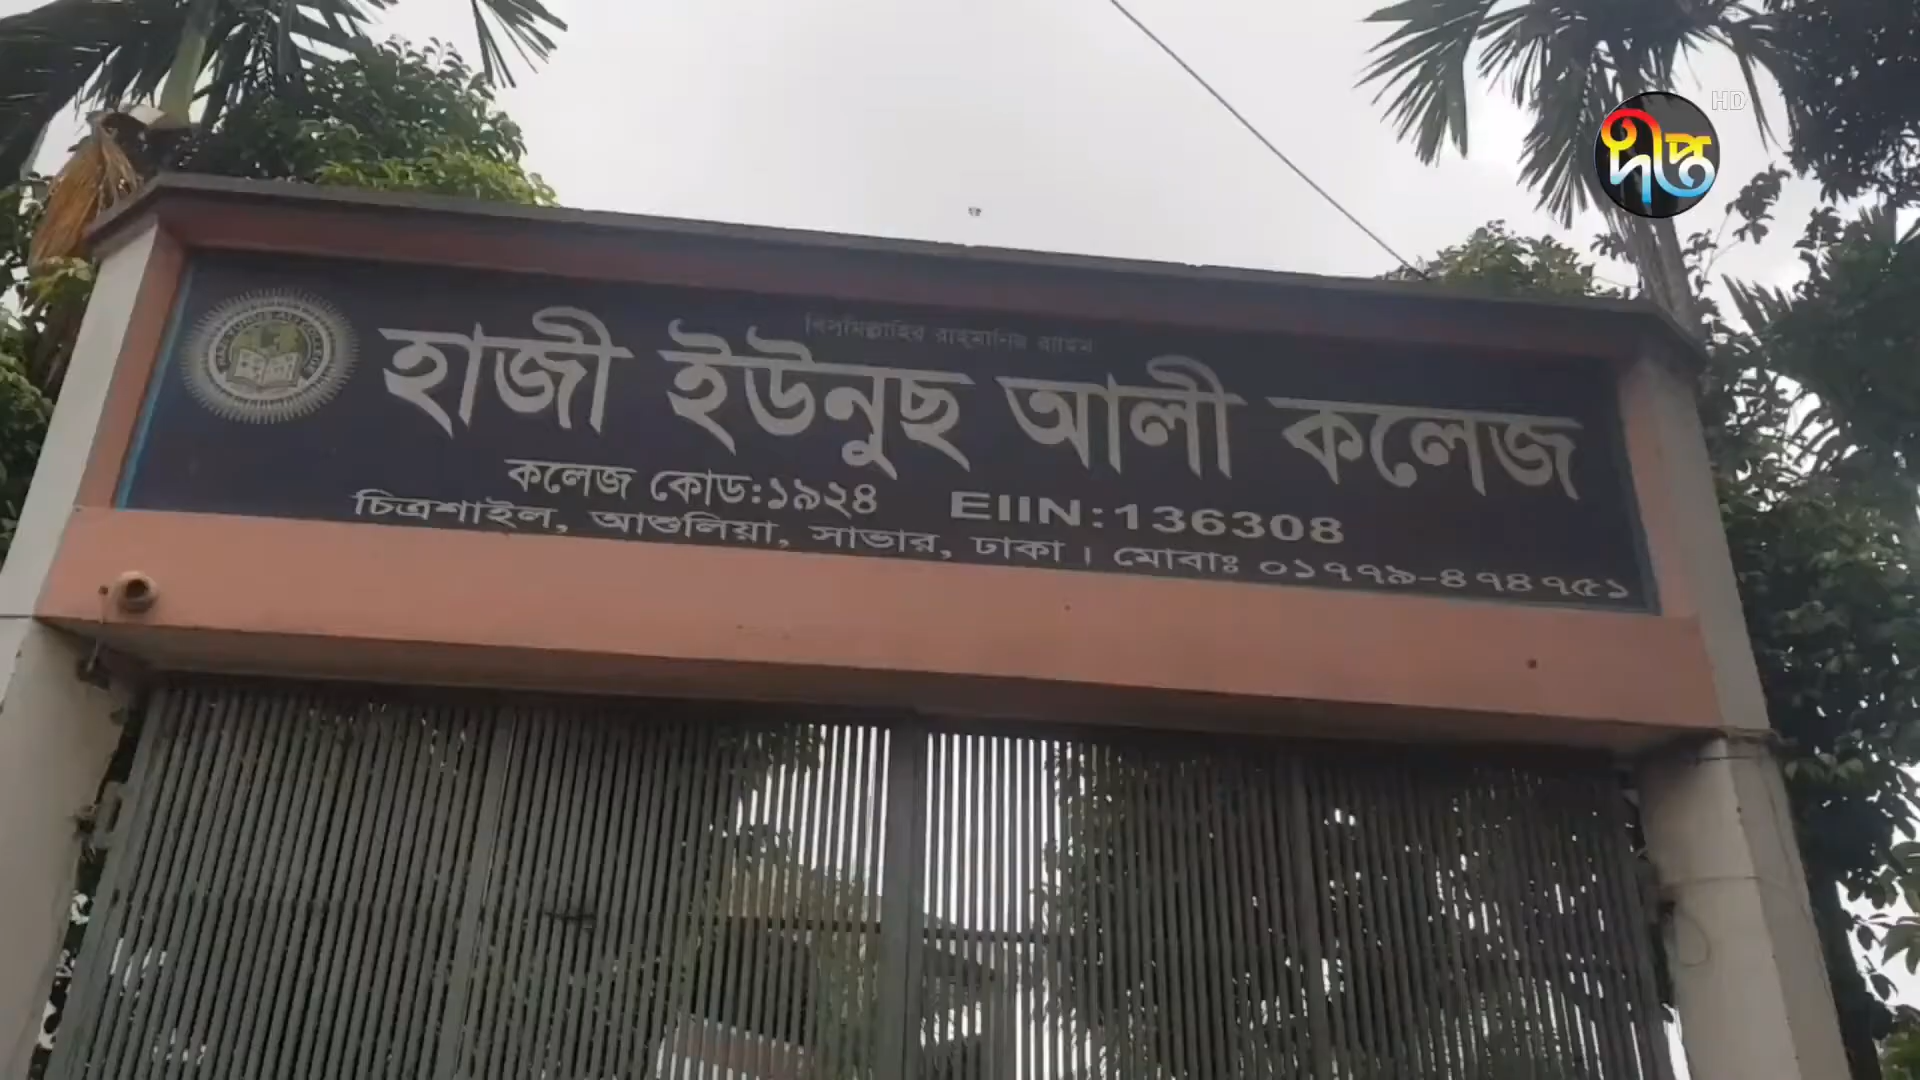 দীপ্ত HD
বিসমিল্লাহির রাহমানির রাহিম
হাজী ইউনুছ আলী কলেজ
কলেজ কোড:১৯২৪ EIIN:136308
চিত্রশাইল, আশুলিয়া, সাভার, ঢাকা। মোবাঃ ০১৭৭৯-৪৭৪৭৫১